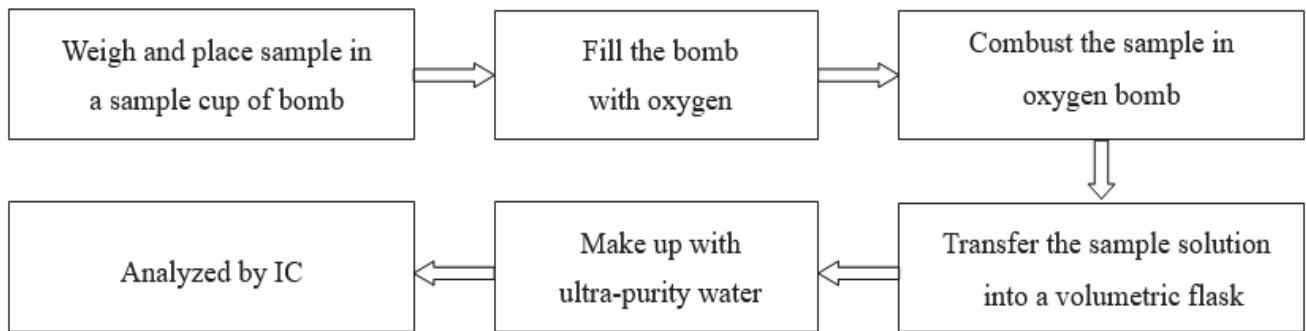 Weigh and place sample in
a sample cup of bomb
Fill the bomb
with oxygen
Combust the sample in
oxygen bomb
Transfer the sample solution
into a volumetric flask
Make up with
ultra-purity water
Analyzed by IC